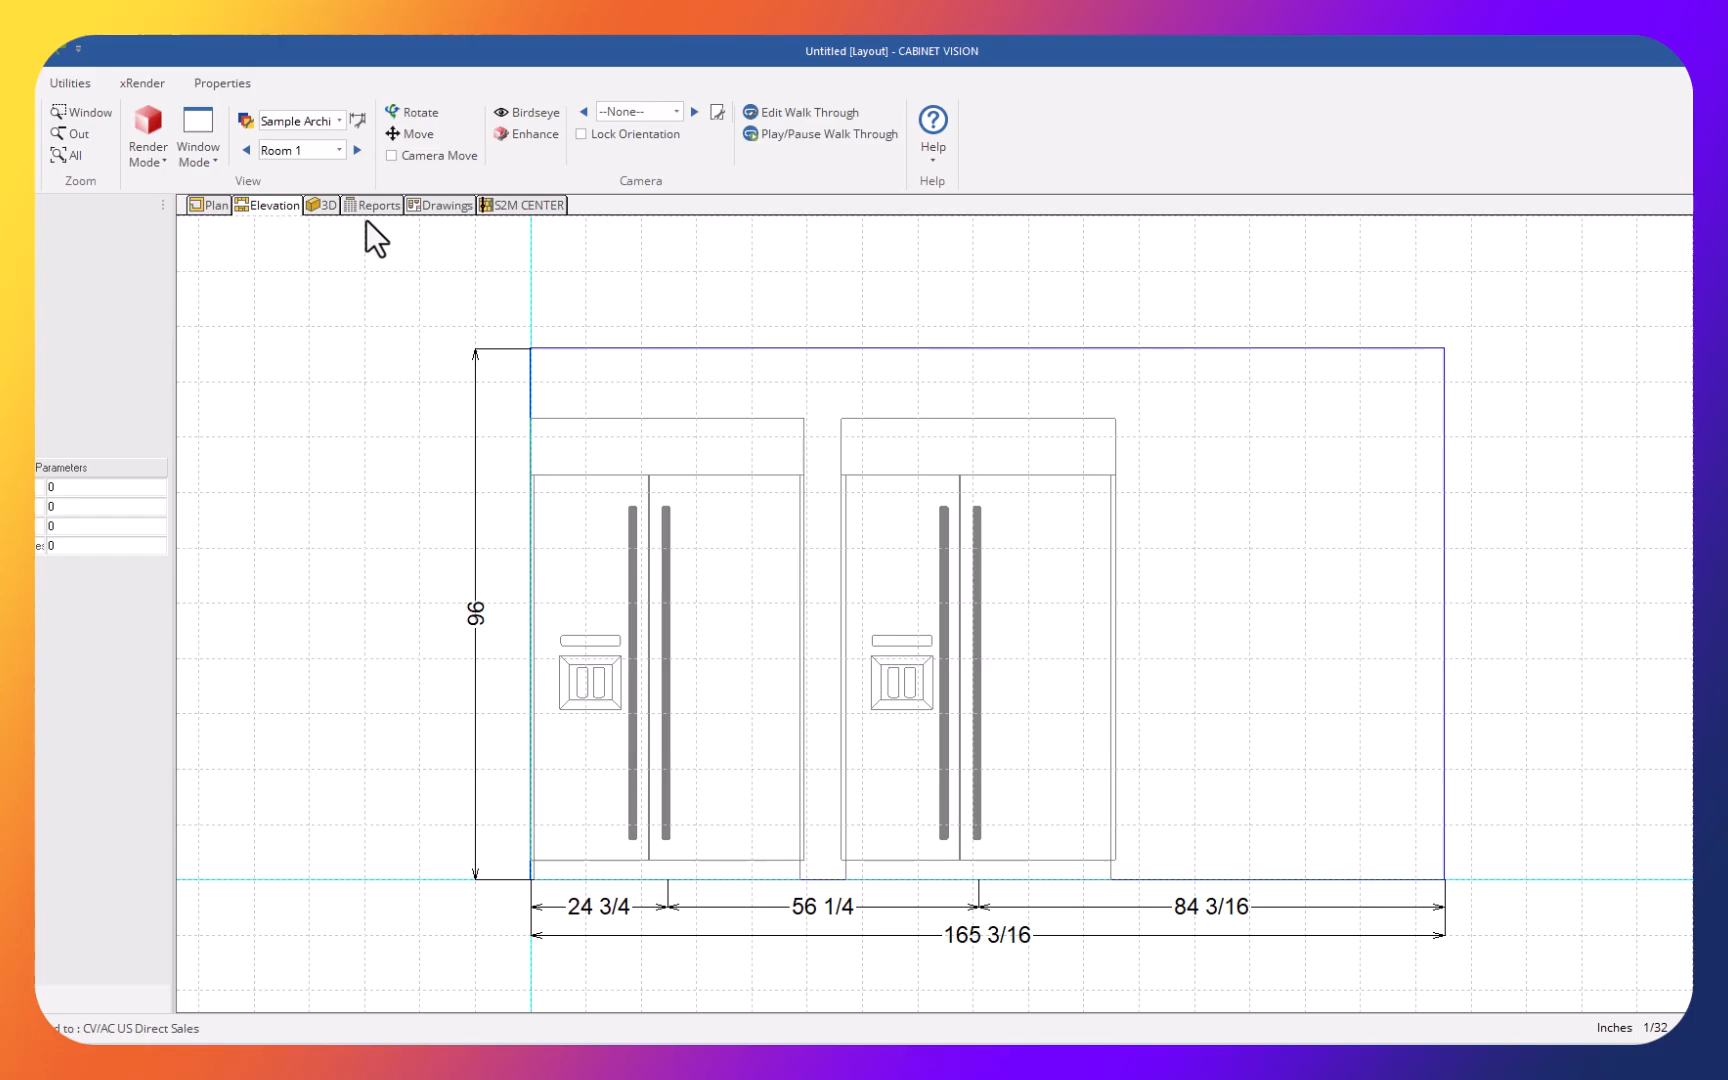 Untitled [Layout] - CABINET VISION
Utilities xRender Properties
Window
Out
All
Zoom
Render Mode
Window Mode
Sample Archi
Room 1
View
Rotate
Move
Camera Move
Birdseye
Enhance
--None--
Lock Orientation
Edit Walk Through
Play/Pause Walk Through
Camera
Help
Help
Plan Elevation 3D Reports Drawings S2M CENTER
Parameters
0
0
0
es 0
96
24 3/4 56 1/4 84 3/16
165 3/16
d to : CV/AC US Direct Sales
Inches 1/32